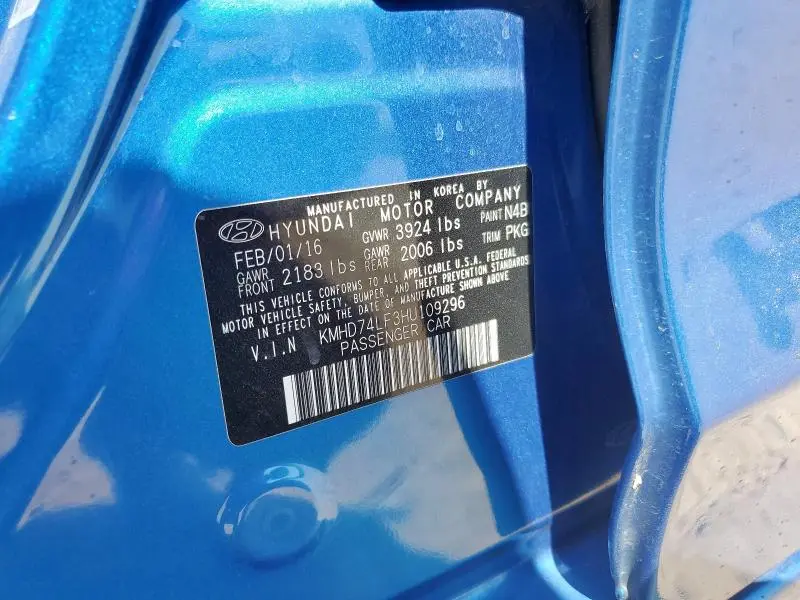 MANUFACTURED IN KOREA BY
HYUNDAI MOTOR COMPANY
FEB/01/16 GVWR 3924 lbs PAINT N4B
GAWR FRONT 2183 lbs GAWR REAR 2006 lbs TRIM PKG
THIS VEHICLE CONFORMS TO ALL APPLICABLE U.S.A. FEDERAL
MOTOR VEHICLE SAFETY, BUMPER, AND THEFT PREVENTION STANDARDS
IN EFFECT ON THE DATE OF MANUFACTURE SHOWN ABOVE
V.I.N KMHD74LF3HU109296
PASSENGER CAR